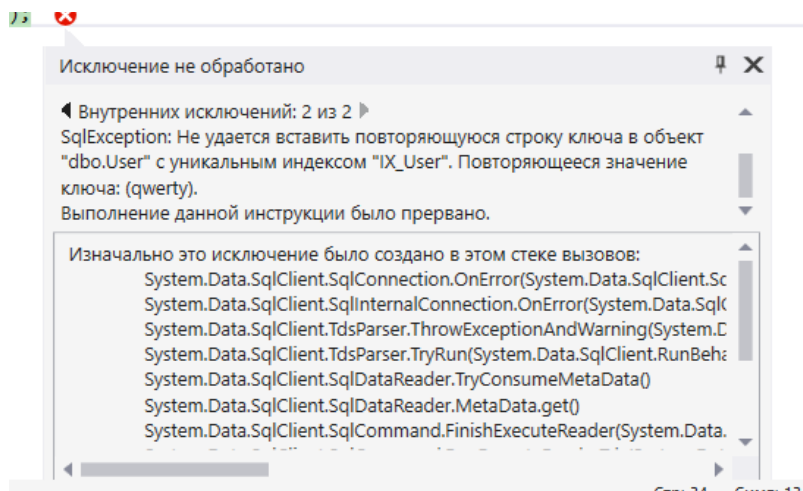 );
Исключение не обработано
Внутренних исключений: 2 из 2
SqlException: Не удается вставить повторяющуюся строку ключа в объект
"dbo.User" с уникальным индексом "IX_User". Повторяющееся значение
ключа: (qwerty).
Выполнение данной инструкции было прервано.
Изначально это исключение было создано в этом стеке вызовов:
System.Data.SqlClient.SqlConnection.OnError(System.Data.SqlClient.Sc
System.Data.SqlClient.SqlInternalConnection.OnError(System.Data.Sql(
System.Data.SqlClient.TdsParser.ThrowExceptionAndWarning(System.D
System.Data.SqlClient.TdsParser.TryRun(System.Data.SqlClient.RunBeha
System.Data.SqlClient.SqlDataReader.TryConsumeMetaData()
System.Data.SqlClient.SqlDataReader.MetaData.get()
System.Data.SqlClient.SqlCommand.FinishExecuteReader(System.Data.